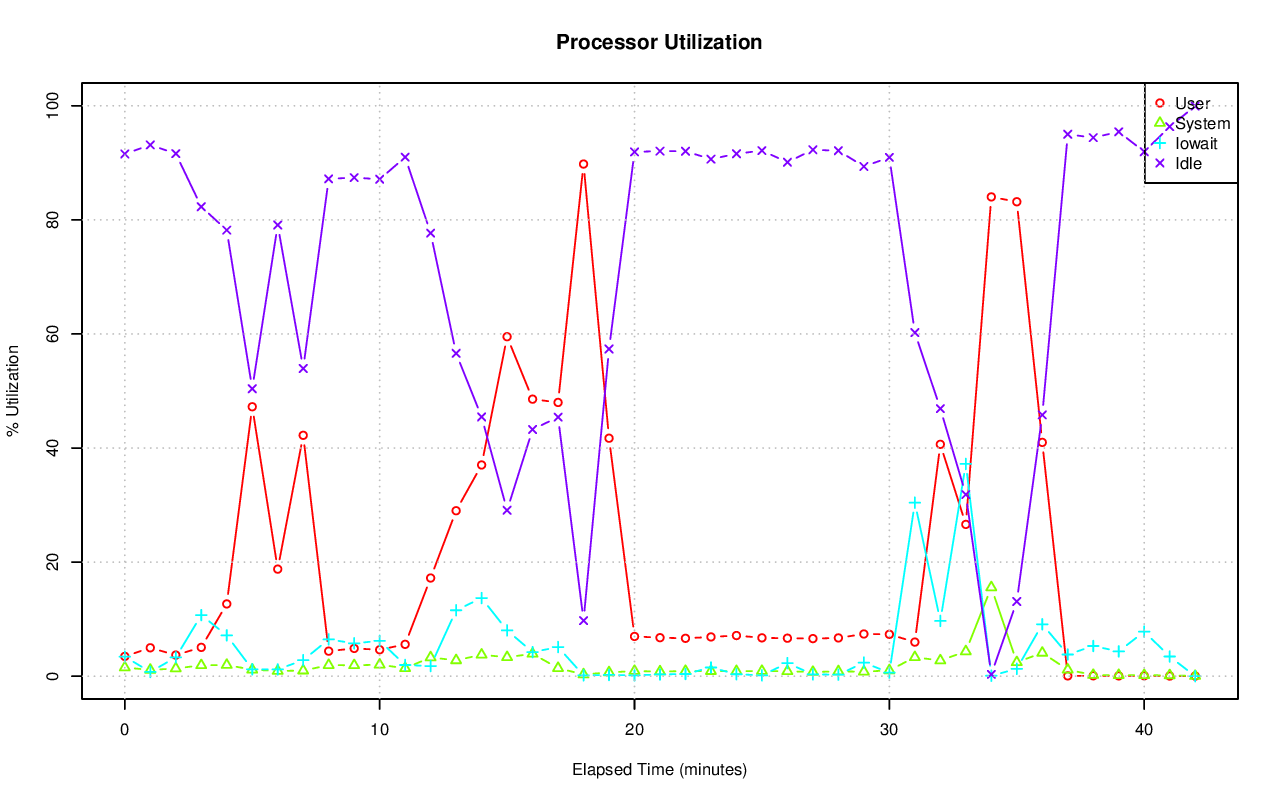 Processor Utilization
% Utilization
100
80
60
40
20
0
User
System
Iowait
Idle
0 10 20 30 40
Elapsed Time (minutes)